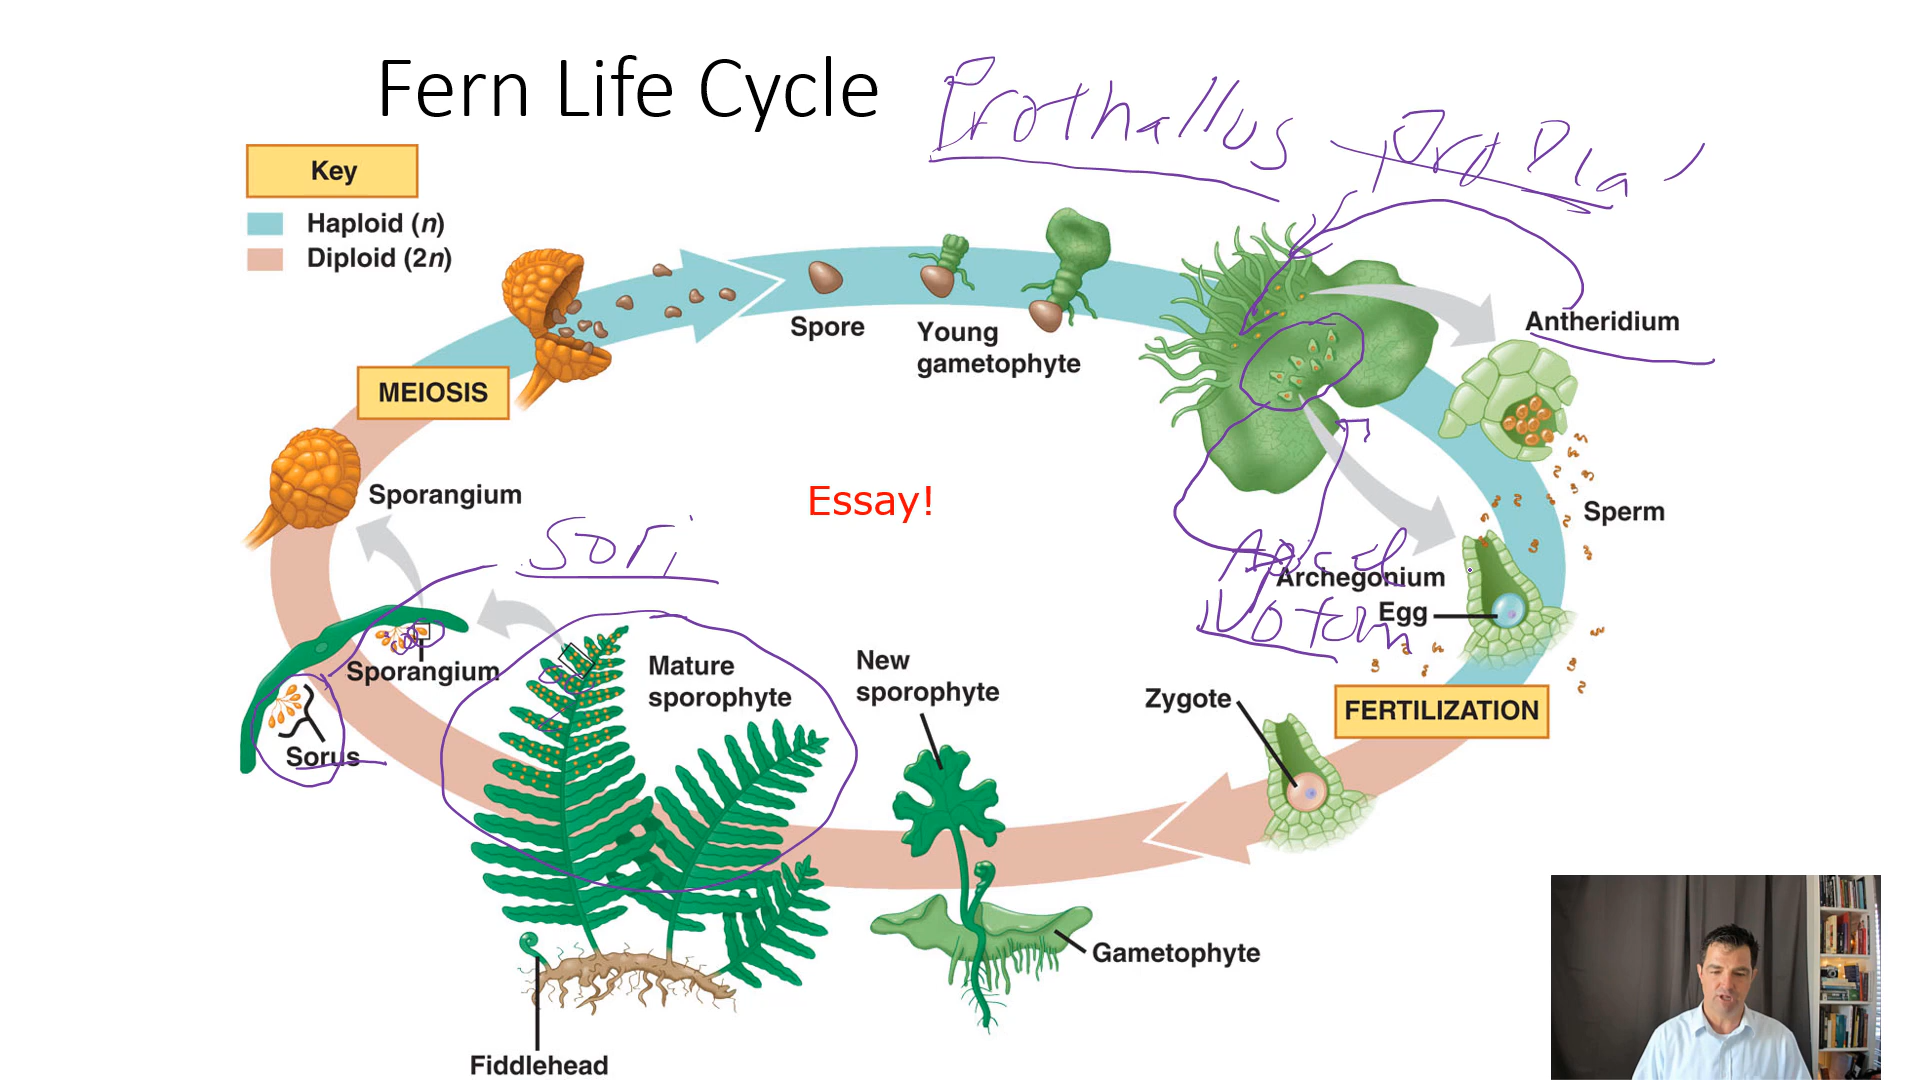 Fern Life Cycle
Prothallus
Key
Haploid (n)
Diploid (2n)
Spore
Young
gametophyte
Antheridium
MEIOSIS
Sporangium
Essay!
Sperm
Sori
Archegonium
Egg
Notch
Sporangium
Mature
sporophyte
New
sporophyte
Zygote
FERTILIZATION
Sorus
Gametophyte
Fiddlehead